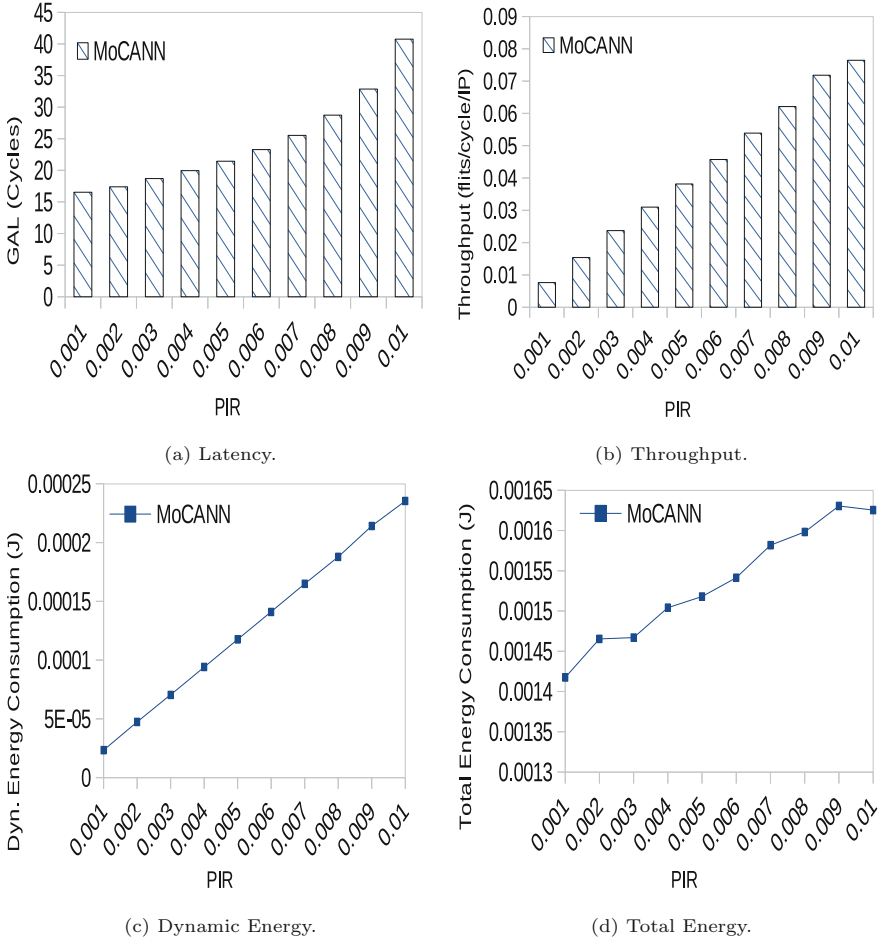 45
40
35
30
25
20
15
10
5
0
GAL (Cycles)
MoCANN
0.001 0.002 0.003 0.004 0.005 0.006 0.007 0.008 0.009 0.01
PIR
(a) Latency.
0.09
0.08
0.07
0.06
0.05
0.04
0.03
0.02
0.01
0
Throughput (flits/cycle/IP)
MoCANN
0.001 0.002 0.003 0.004 0.005 0.006 0.007 0.008 0.009 0.01
PIR
(b) Throughput.
0.00025
0.0002
0.00015
0.0001
5E-05
0
Dyn. Energy Consumption (J)
MoCANN
0.001 0.002 0.003 0.004 0.005 0.006 0.007 0.008 0.009 0.01
PIR
(c) Dynamic Energy.
0.00165
0.0016
0.00155
0.0015
0.00145
0.0014
0.00135
0.0013
Total Energy Consumption (J)
MoCANN
0.001 0.002 0.003 0.004 0.005 0.006 0.007 0.008 0.009 0.01
PIR
(d) Total Energy.